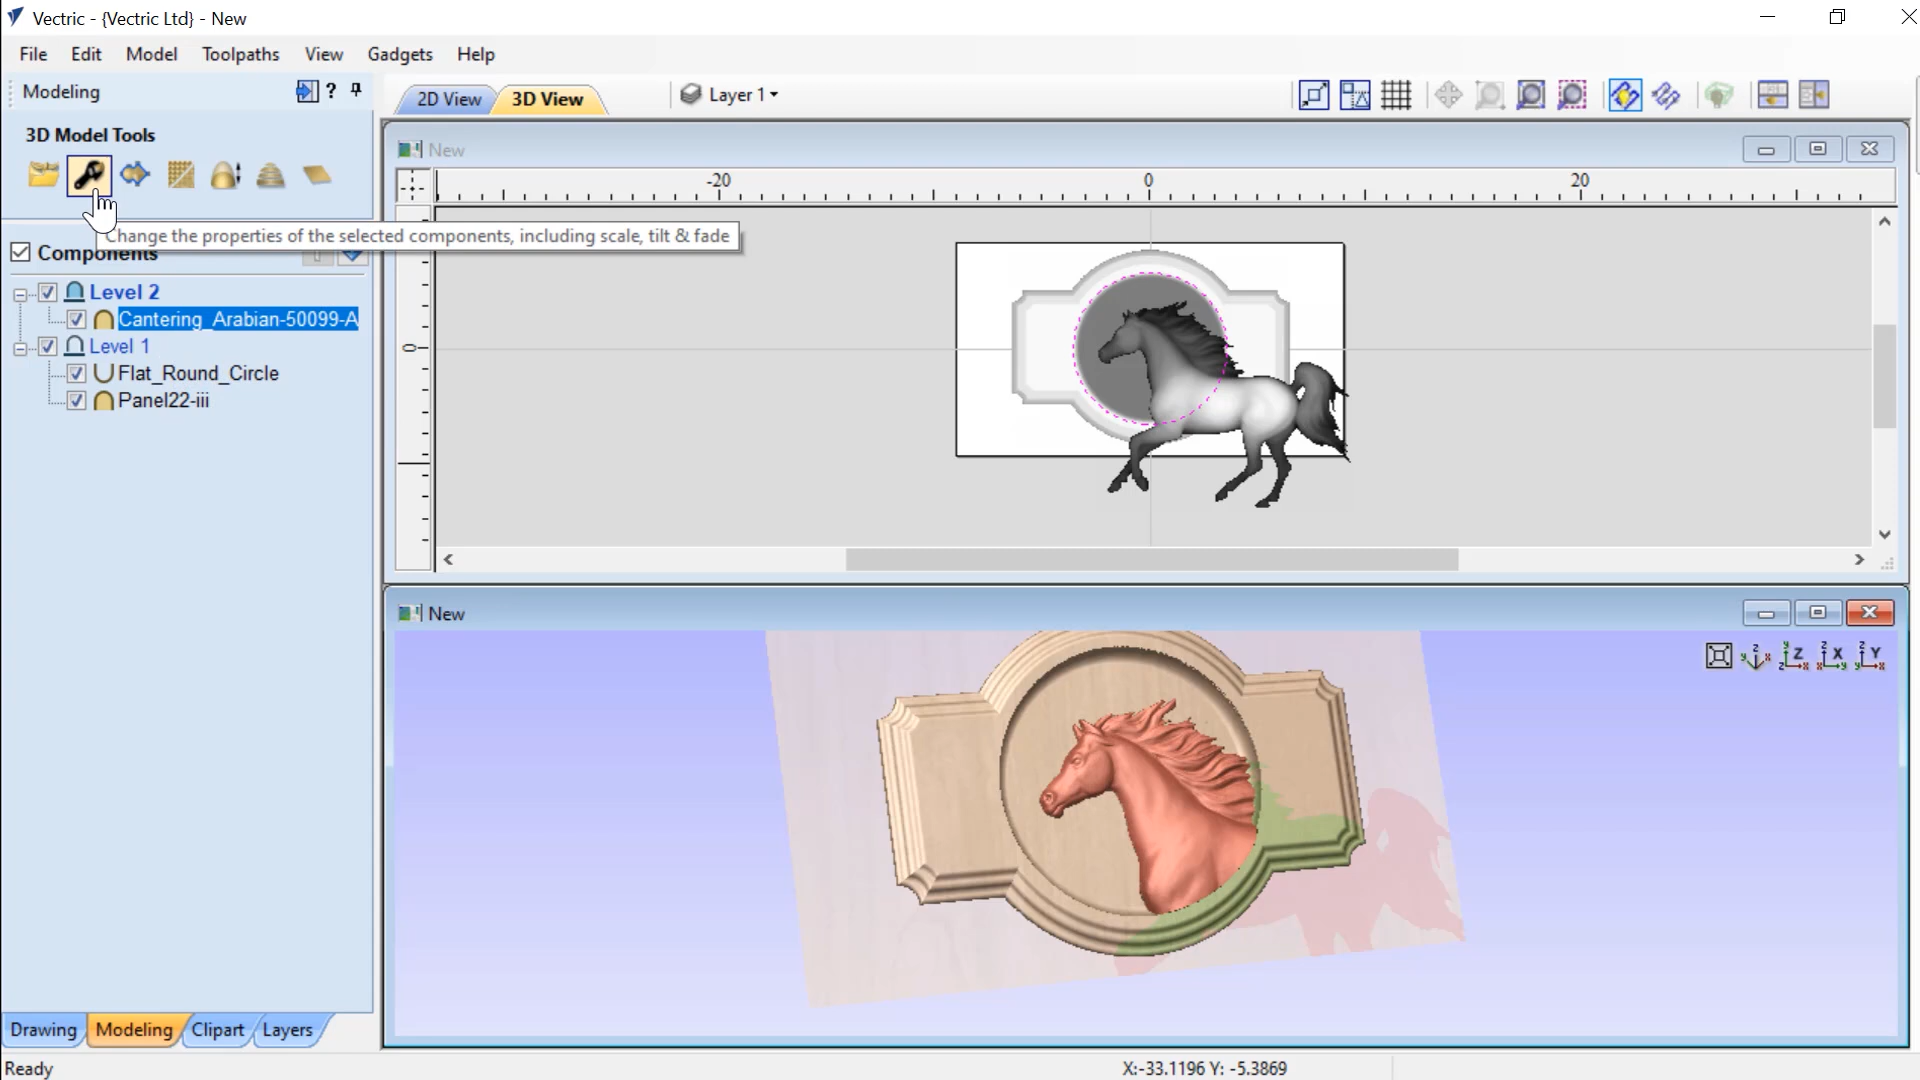 Vectric - {Vectric Ltd} - New
File Edit Model Toolpaths View Gadgets Help
Modeling
?
2D View
3D View
Layer 1
3D Model Tools
New
-20 0 20
Change the properties of the selected components, including scale, tilt & fade
Components
Level 2
Cantering_Arabian-50099-A
Level 1
Flat_Round_Circle
Panel22-iii
0
New
Drawing Modeling Clipart Layers
Ready
X:-33.1196 Y: -5.3869